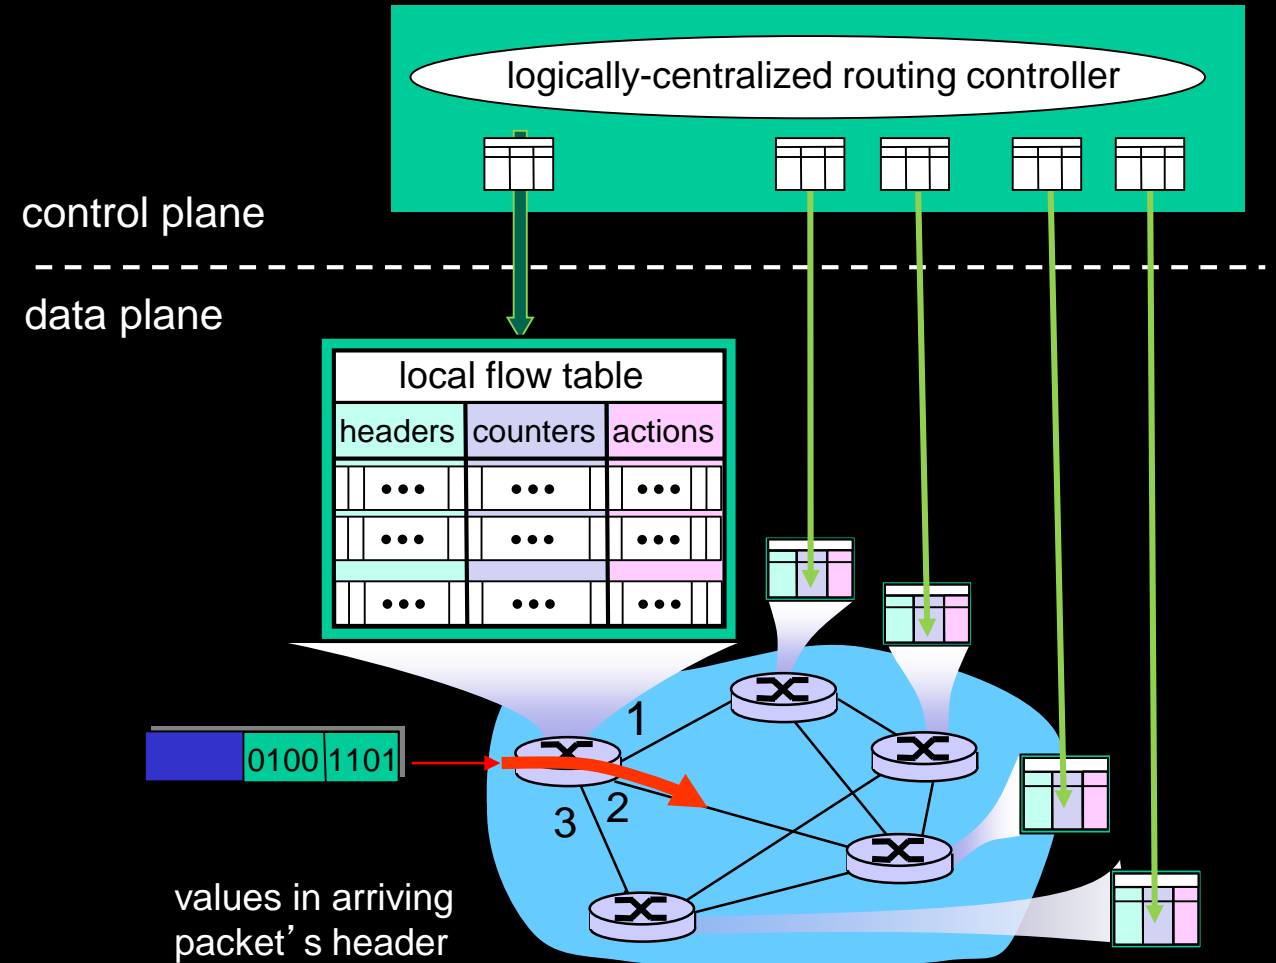 logically-centralized routing controller
control plane
data plane
local flow table
headers counters actions
1
0100 1101
2
3
values in arriving
packet’s header